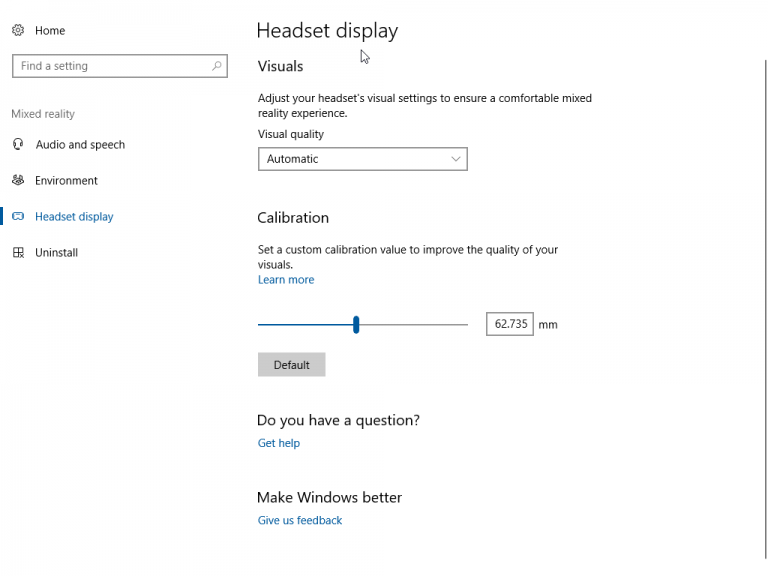 Home
Find a setting
Mixed reality
Audio and speech
Environment
Headset display
Uninstall
Headset display
Visuals
Adjust your headset's visual settings to ensure a comfortable mixed
reality experience.
Visual quality
Automatic
Calibration
Set a custom calibration value to improve the quality of your
visuals.
Learn more
62.735 mm
Default
Do you have a question?
Get help
Make Windows better
Give us feedback